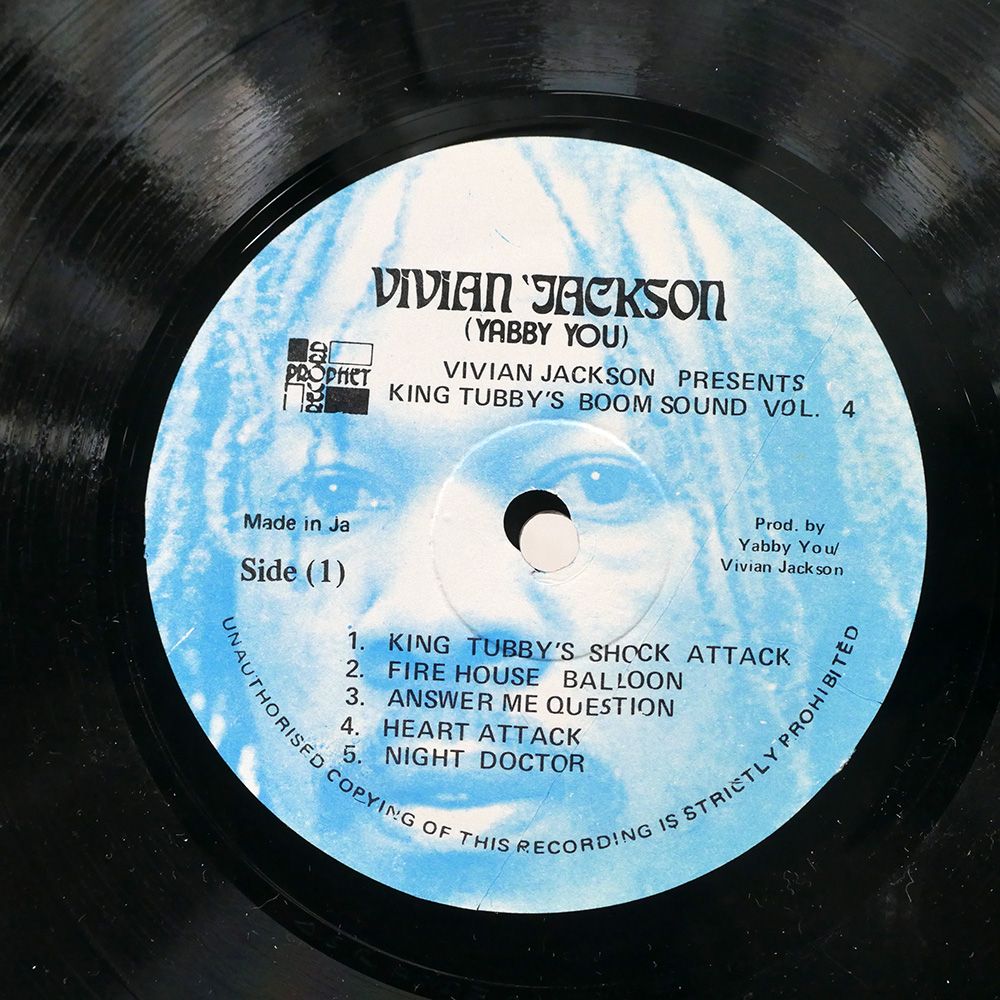 VIVIAN 'JACKSON
(YABBY YOU)
PROPHET
RECORD
VIVIAN JACKSON PRESENTS
KING TUBBY'S BOOM SOUND VOL. 4
Made in Ja
Side (1)
Prod. by
Yabby You/
Vivian Jackson
1. KING TUBBY'S SHOCK ATTACK
2. FIRE HOUSE BALLOON
3. ANSWER ME QUESTION
4. HEART ATTACK
5. NIGHT DOCTOR
UNAUTHORISED COPYING OF THIS RECORDING IS STRICTLY PROHIBITED